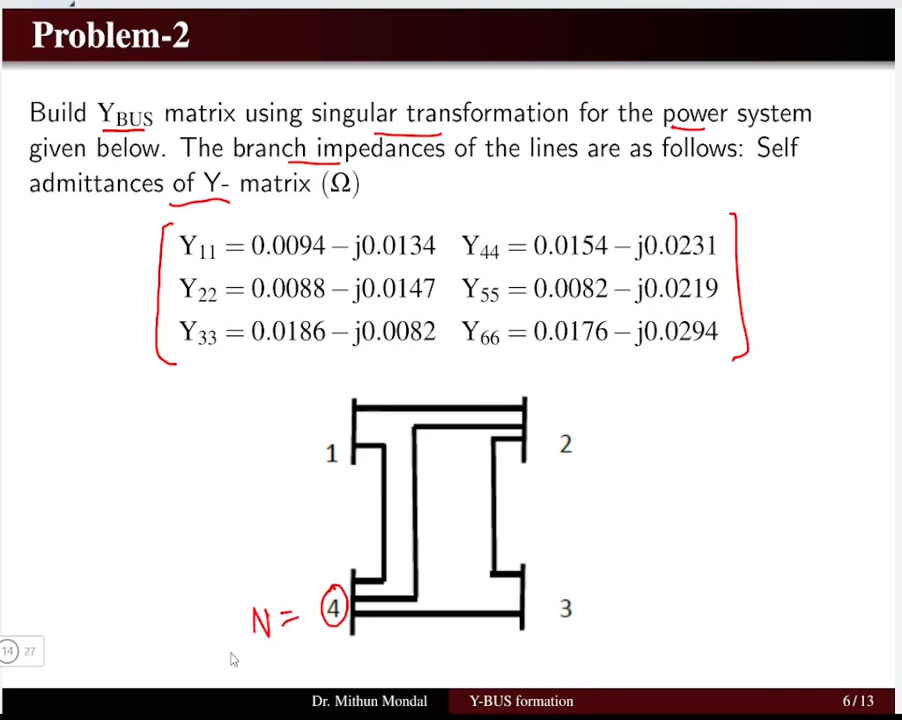 Problem-2
Build Y_BUS matrix using singular transformation for the power system
given below. The branch impedances of the lines are as follows: Self
admittances of Y- matrix (Ω)
Y₁₁ = 0.0094 − j0.0134 Y₄₄ = 0.0154 − j0.0231
Y₂₂ = 0.0088 − j0.0147 Y₅₅ = 0.0082 − j0.0219
Y₃₃ = 0.0186 − j0.0082 Y₆₆ = 0.0176 − j0.0294
1 2
N = 4 3
14 27
Dr. Mithun Mondal Y-BUS formation 6/13